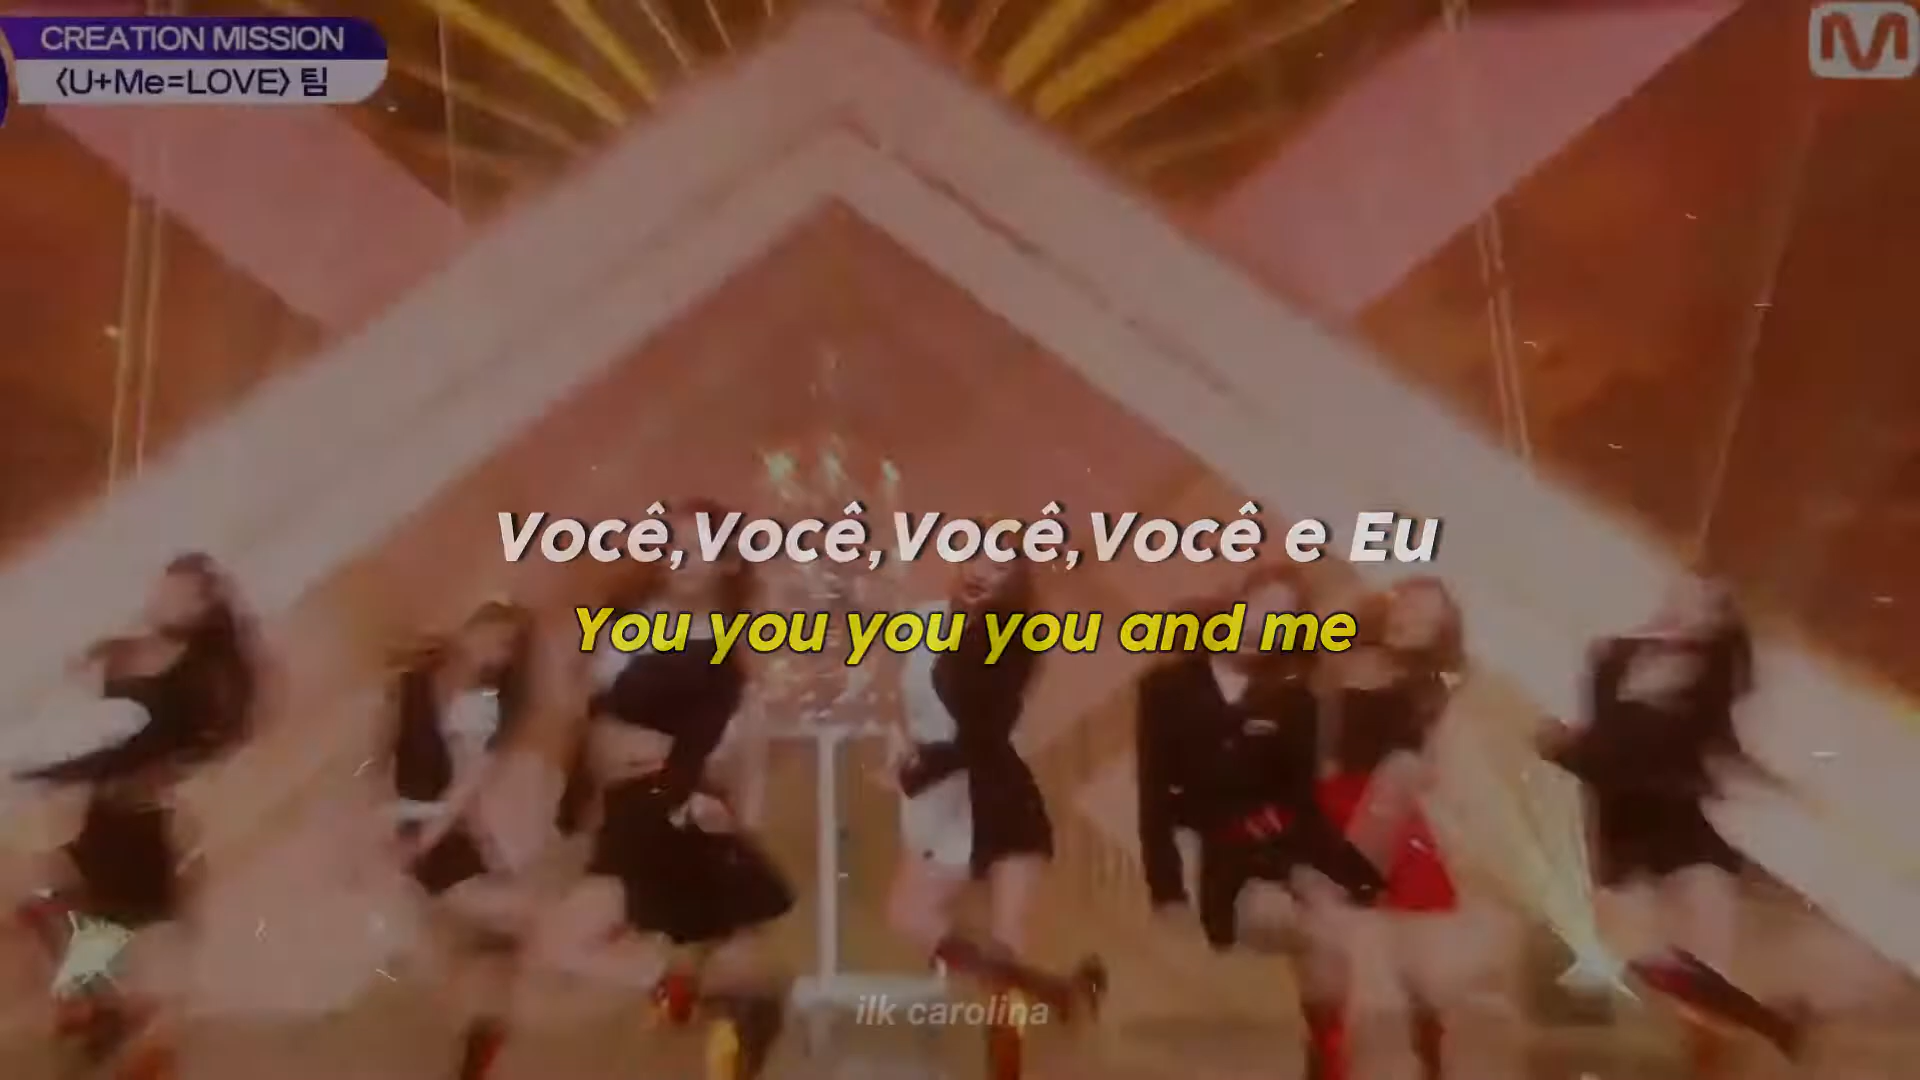 CREATION MISSION
〈U+Me=LOVE〉 팀
M
Você,Você,Você,Você e Eu
You you you you and me
ilk carolina